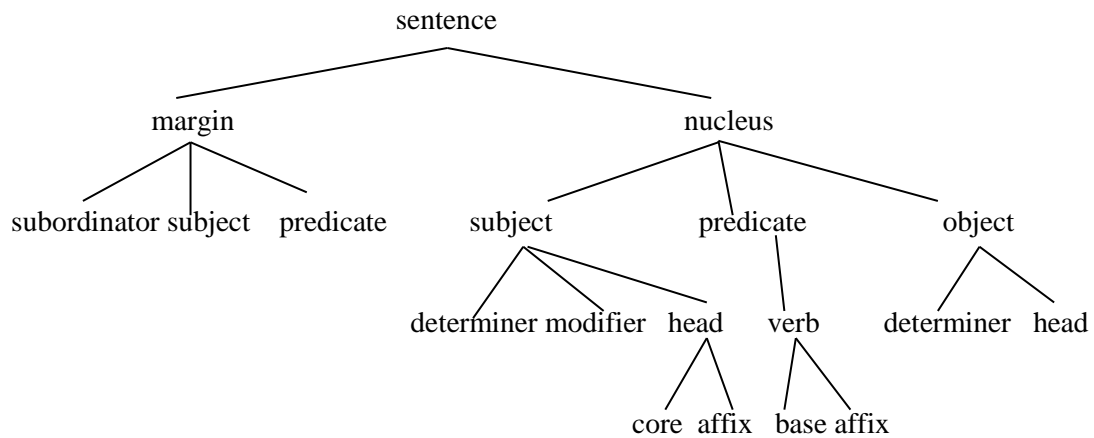 sentence
margin nucleus
subordinator subject predicate subject predicate object
determiner modifier head verb determiner head
core affix base affix